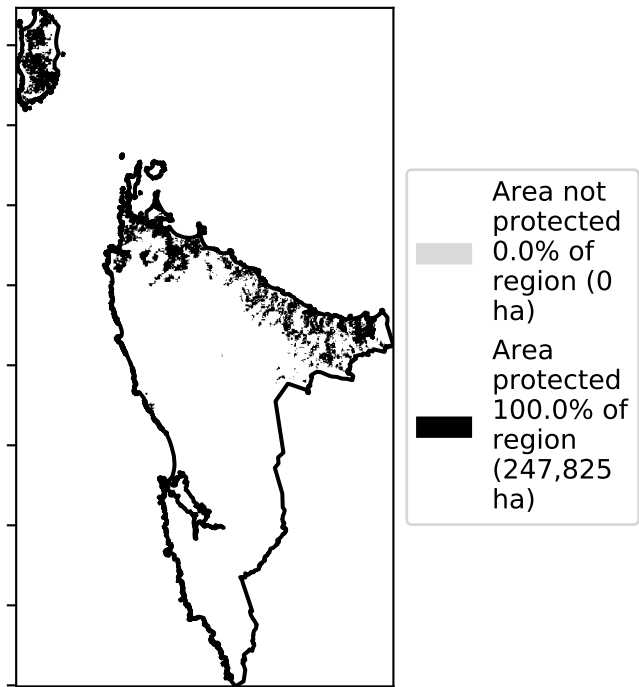 Area not
protected
0.0% of
region (0
ha)
Area
protected
100.0% of
region
(247,825
ha)